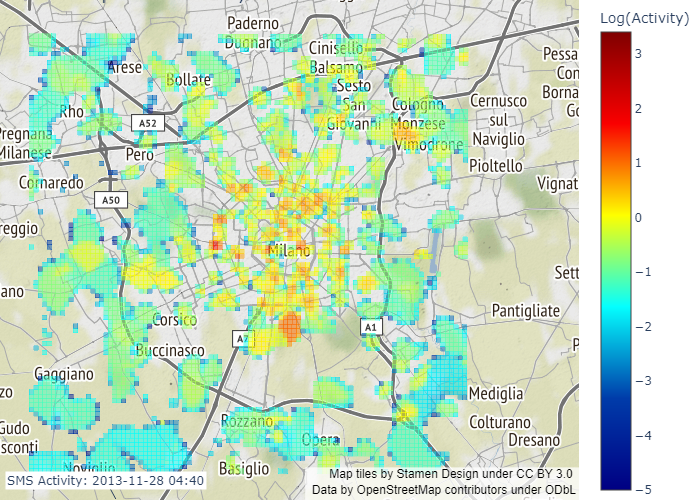 Log(Activity)
3
2
1
0
−1
−2
−3
−4
−5
Paderno
Dugnano
Cinisello
Balsamo
Arese
Bollate
Sesto
San
Giovanni
Cologno
Monzese
Cernusco
sul
Naviglio
Pessa
Borna
Rho
A52
Vimodrone
Pregnana
Milanese
Pero
Pioltello
Cornaredo
Vignat
A50
reggio
Milano
Sett
ano
Pantigliate
Corsico
A7
A1
Buccinasco
Gaggiano
Mediglia
Rozzano
Colturano
Gudo
sconti
Opera
Dresano
Noviglio
Basiglio
SMS Activity: 2013-11-28 04:40
Map tiles by Stamen Design under CC BY 3.0
Data by OpenStreetMap contributors under ODbL